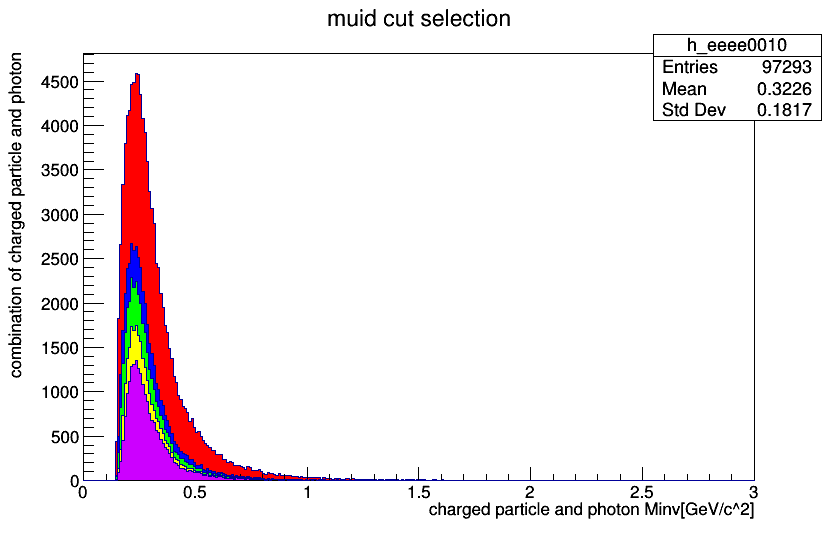 muid cut selection
h_eeee0010
Entries 97293
Mean 0.3226
Std Dev 0.1817
combination of charged particle and photon
4500
4000
3500
3000
2500
2000
1500
1000
500
0
0 0.5 1 1.5 2 2.5 3
charged particle and photon Minv[GeV/c^2]